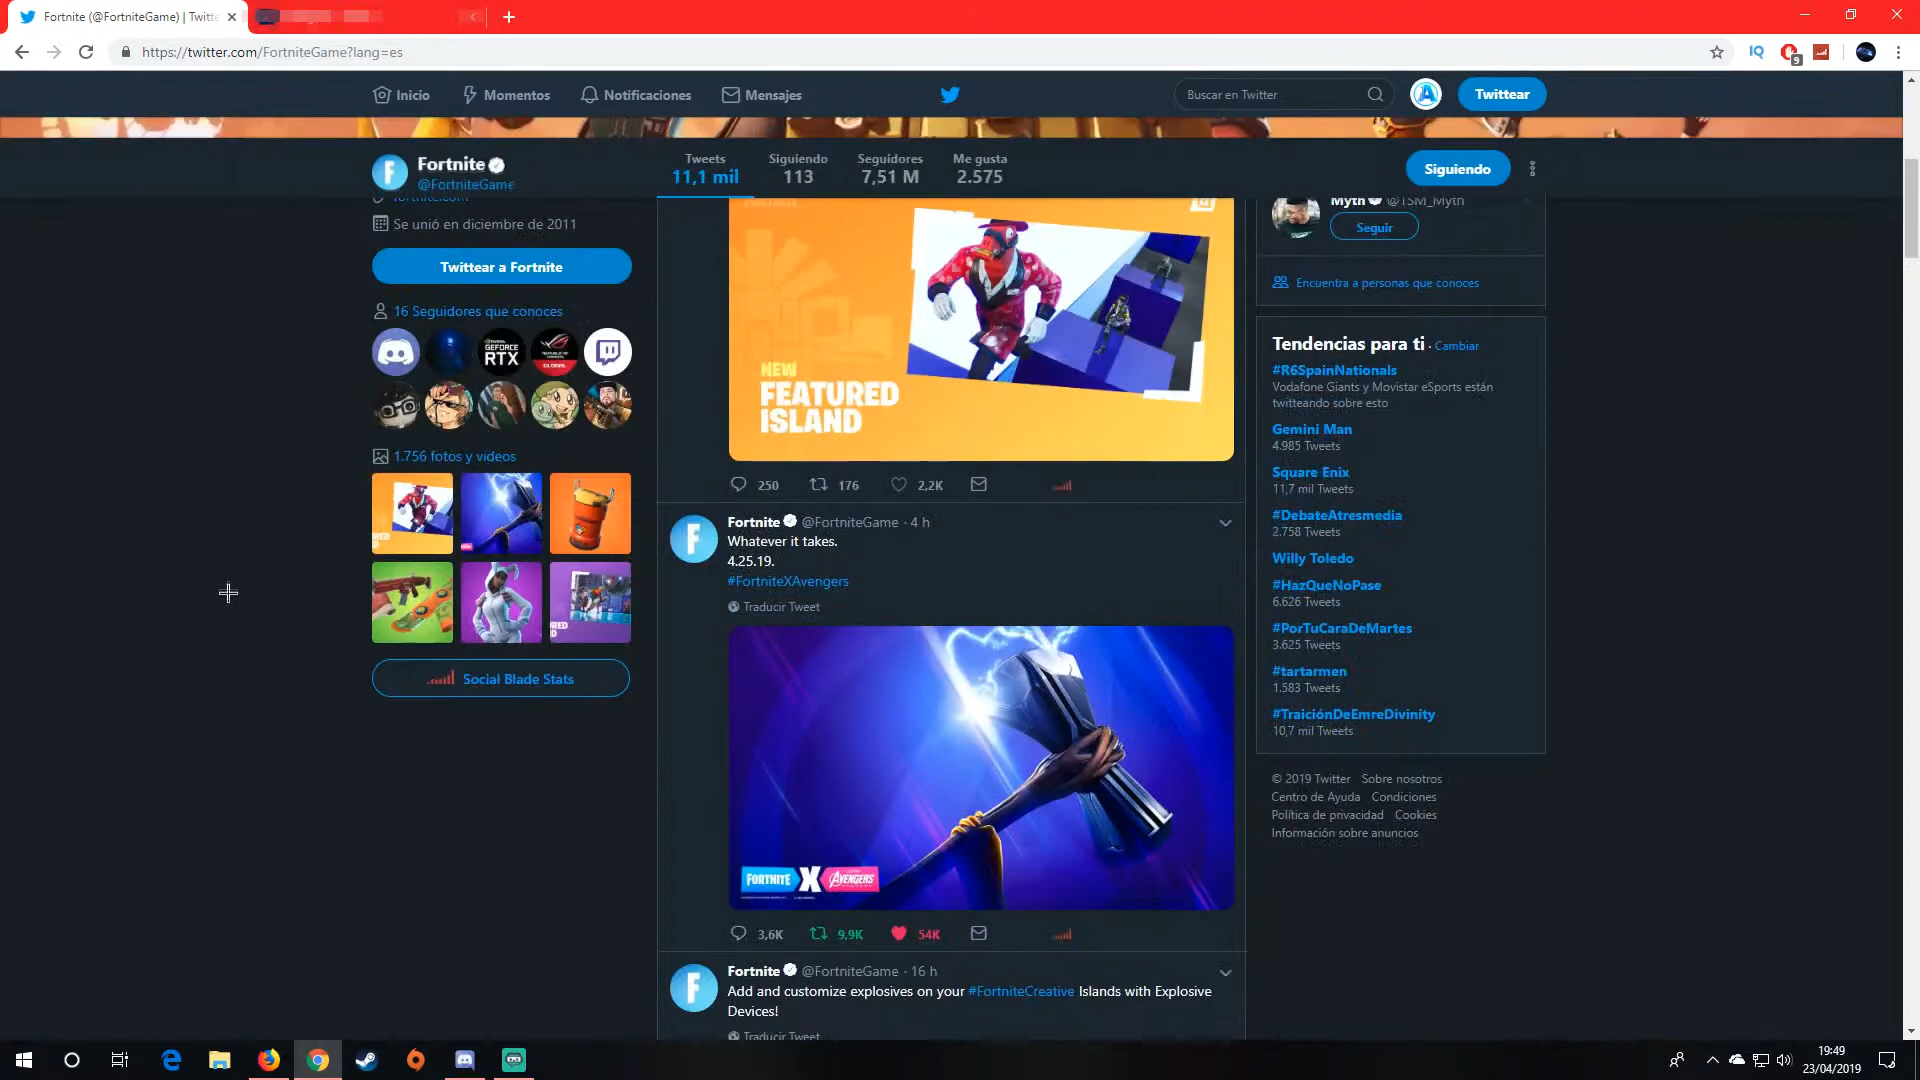 Fortnite (@FortniteGame) | Twitte
https://twitter.com/FortniteGame?lang=es
9
Inicio
Momentos
Notificaciones
Mensajes
Buscar en Twitter
Twittear
Fortnite
@FortniteGame
Tweets
11,1 mil
Siguiendo
113
Seguidores
7,51 M
Me gusta
2.575
Siguiendo
fortnite.com
Se unió en diciembre de 2011
Twittear a Fortnite
16 Seguidores que conoces
GEFORCE
RTX
1.756 fotos y videos
Social Blade Stats
NEW
FEATURED
ISLAND
250
176
2,2K
Fortnite @FortniteGame · 4 h
Whatever it takes.
4.25.19.
#FortniteXAvengers
Traducir Tweet
FORTNITE X AVENGERS
3,6K
9,9K
54K
Fortnite @FortniteGame · 16 h
Add and customize explosives on your #FortniteCreative Islands with Explosive
Devices!
Traducir Tweet
Myth @TSM_Myth
Seguir
Encuentra a personas que conoces
Tendencias para ti · Cambiar
#R6SpainNationals
Vodafone Giants y Movistar eSports están
twitteando sobre esto
Gemini Man
4.985 Tweets
Square Enix
11,7 mil Tweets
#DebateAtresmedia
2.758 Tweets
Willy Toledo
#HazQueNoPase
6.626 Tweets
#PorTuCaraDeMartes
3.625 Tweets
#tartarmen
1.583 Tweets
#TraiciónDeEmreDivinity
10,7 mil Tweets
© 2019 Twitter Sobre nosotros
Centro de Ayuda Condiciones
Política de privacidad Cookies
Información sobre anuncios
19:49
23/04/2019